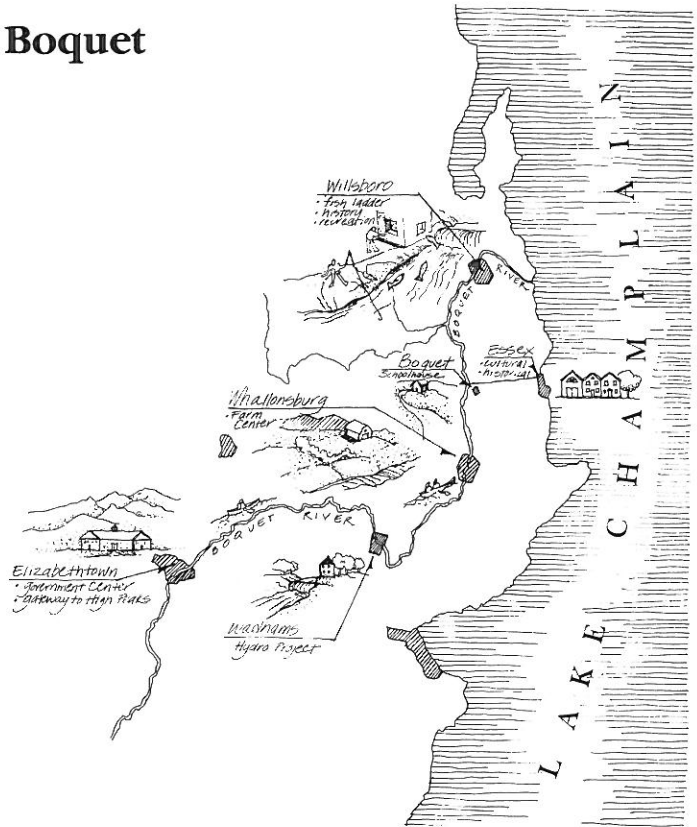 Boquet
Willsboro
• fish ladder
• history
• recreation
BOQUET RIVER
Essex
• cultural
• historical
Boquet
Schoolhouse
Whallonsburg
• Farm
Center
BOQUET RIVER
Elizabethtown
• government Center
• gateway to High Peaks
Wadhams
Hydro Project
LAKE CHAMPLAIN